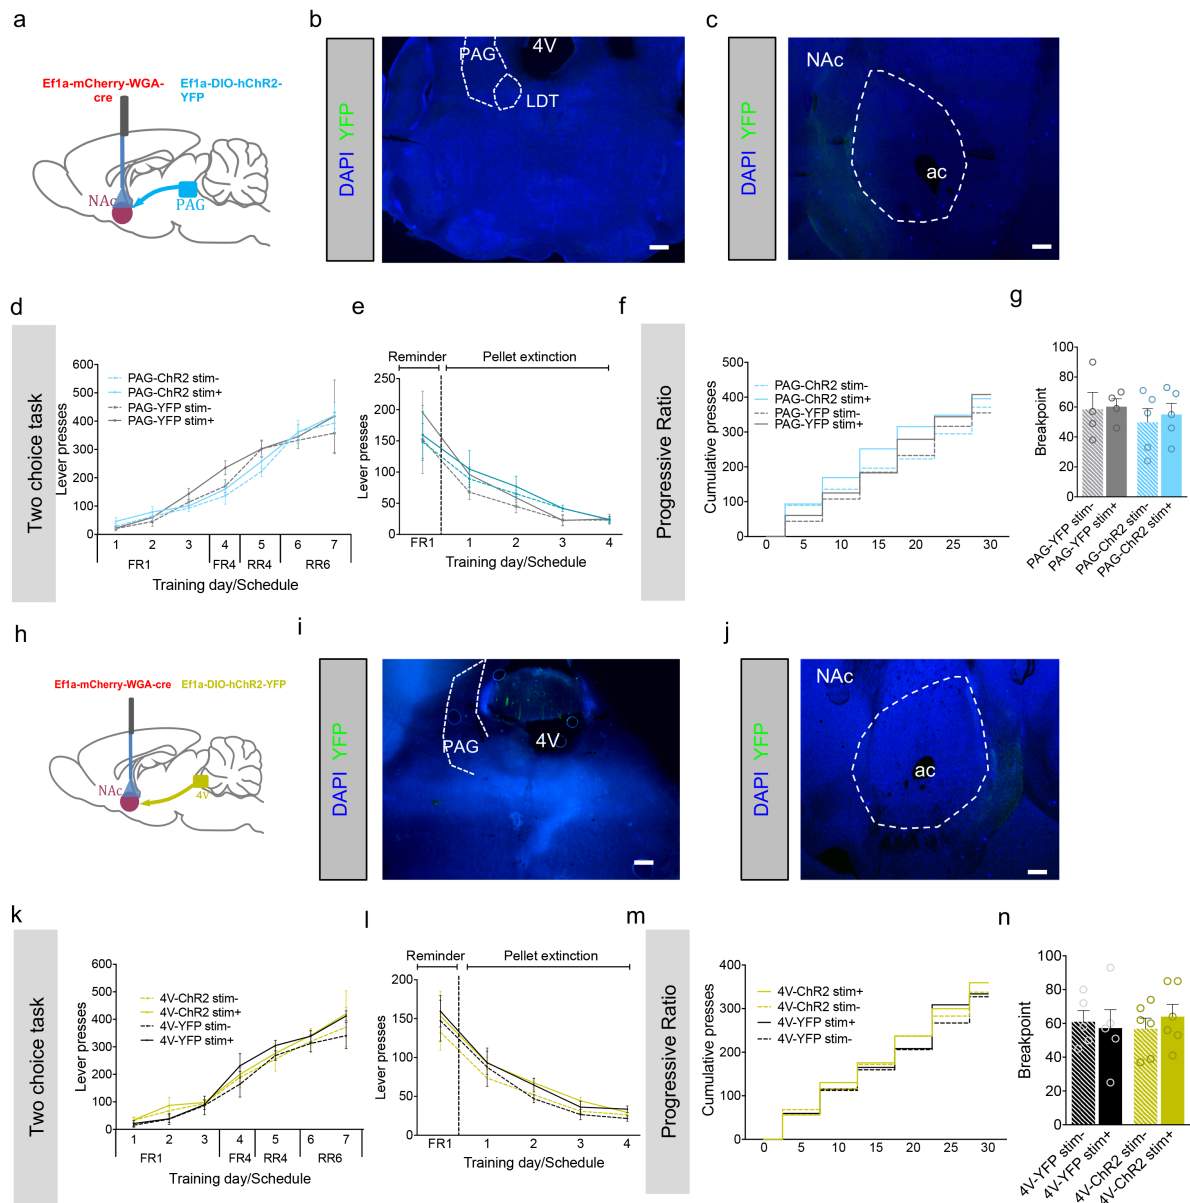 a
Ef1a-mCherry-WGA-
cre
Ef1a-DIO-hChR2-
YFP
NAc
PAG
b
DAPI YFP
PAG
4V
LDT
c
DAPI YFP
NAc
ac
d
Two choice task
Lever presses
600
500
400
300
200
100
0
PAG-ChR2 stim-
PAG-ChR2 stim+
PAG-YFP stim-
PAG-YFP stim+
1 2 3 4 5 6 7
FR1 FR4 RR4 RR6
Training day/Schedule
e
Reminder Pellet extinction
Lever presses
250
200
150
100
50
0
FR1 1 2 3 4
Training day/Schedule
f
Progressive Ratio
Cumulative presses
500
400
300
200
100
0
PAG-ChR2 stim-
PAG-ChR2 stim+
PAG-YFP stim-
PAG-YFP stim+
0 5 10 15 20 25 30
g
Breakpoint
100
80
60
40
20
0
PAG-YFP stim-
PAG-YFP stim+
PAG-ChR2 stim-
PAG-ChR2 stim+
h
Ef1a-mCherry-WGA-cre Ef1a-DIO-hChR2-YFP
NAc
4V
i
DAPI YFP
PAG
4V
j
DAPI YFP
NAc
ac
k
Two choice task
Lever presses
600
500
400
300
200
100
0
4V-ChR2 stim-
4V-ChR2 stim+
4V-YFP stim-
4V-YFP stim+
1 2 3 4 5 6 7
FR1 FR4 RR4 RR6
Training day/Schedule
l
Reminder Pellet extinction
Lever presses
200
150
100
50
0
FR1 1 2 3 4
Training day/Schedule
m
Progressive Ratio
Cumulative presses
400
300
200
100
0
4V-ChR2 stim+
4V-ChR2 stim-
4V-YFP stim+
4V-YFP stim-
0 5 10 15 20 25 30
n
Breakpoint
100
80
60
40
20
0
4V-YFP stim-
4V-YFP stim+
4V-ChR2 stim-
4V-ChR2 stim+